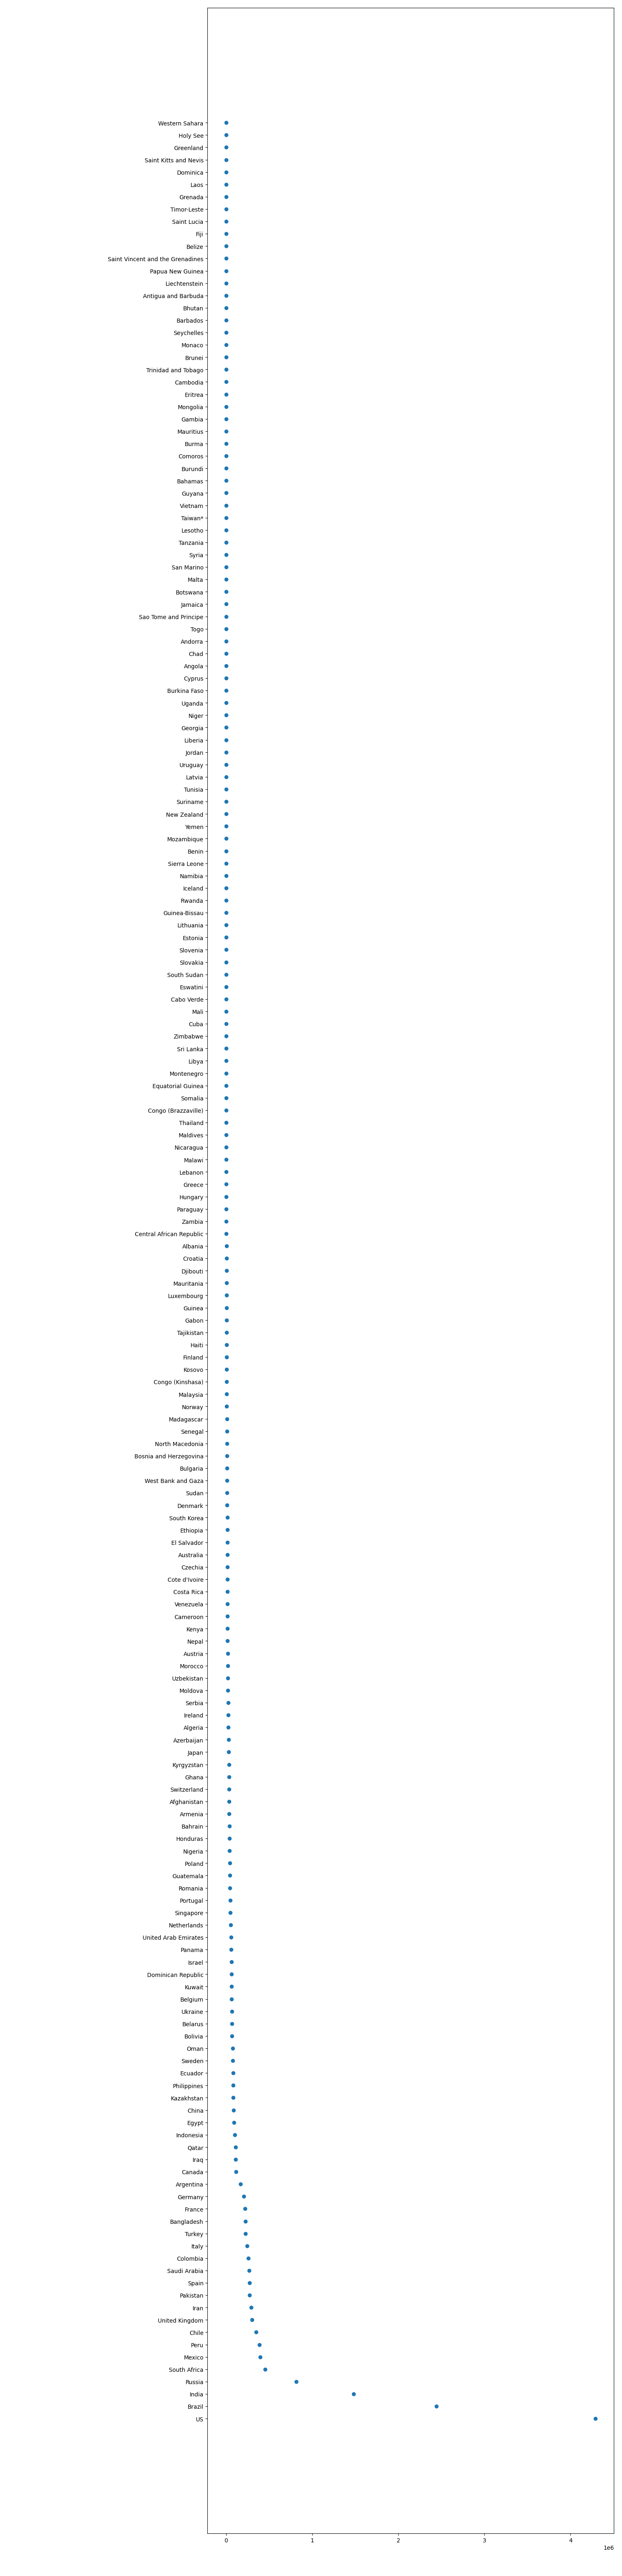 Western Sahara
Holy See
Greenland
Saint Kitts and Nevis
Dominica
Laos
Grenada
Timor-Leste
Saint Lucia
Fiji
Belize
Saint Vincent and the Grenadines
Papua New Guinea
Liechtenstein
Antigua and Barbuda
Bhutan
Barbados
Seychelles
Monaco
Brunei
Trinidad and Tobago
Cambodia
Eritrea
Mongolia
Gambia
Mauritius
Burma
Comoros
Burundi
Bahamas
Guyana
Vietnam
Taiwan*
Lesotho
Tanzania
Syria
San Marino
Malta
Botswana
Jamaica
Sao Tome and Principe
Togo
Andorra
Chad
Angola
Cyprus
Burkina Faso
Uganda
Niger
Georgia
Liberia
Jordan
Uruguay
Latvia
Tunisia
Suriname
New Zealand
Yemen
Mozambique
Benin
Sierra Leone
Namibia
Iceland
Rwanda
Guinea-Bissau
Lithuania
Estonia
Slovenia
Slovakia
South Sudan
Eswatini
Cabo Verde
Mali
Cuba
Zimbabwe
Sri Lanka
Libya
Montenegro
Equatorial Guinea
Somalia
Congo (Brazzaville)
Thailand
Maldives
Nicaragua
Malawi
Lebanon
Greece
Hungary
Paraguay
Zambia
Central African Republic
Albania
Croatia
Djibouti
Mauritania
Luxembourg
Guinea
Gabon
Tajikistan
Haiti
Finland
Kosovo
Congo (Kinshasa)
Malaysia
Norway
Madagascar
Senegal
North Macedonia
Bosnia and Herzegovina
Bulgaria
West Bank and Gaza
Sudan
Denmark
South Korea
Ethiopia
El Salvador
Australia
Czechia
Cote d'Ivoire
Costa Rica
Venezuela
Cameroon
Kenya
Nepal
Austria
Morocco
Uzbekistan
Moldova
Serbia
Ireland
Algeria
Azerbaijan
Japan
Kyrgyzstan
Ghana
Switzerland
Afghanistan
Armenia
Bahrain
Honduras
Nigeria
Poland
Guatemala
Romania
Portugal
Singapore
Netherlands
United Arab Emirates
Panama
Israel
Dominican Republic
Kuwait
Belgium
Ukraine
Belarus
Bolivia
Oman
Sweden
Ecuador
Philippines
Kazakhstan
China
Egypt
Indonesia
Qatar
Iraq
Canada
Argentina
Germany
France
Bangladesh
Turkey
Italy
Colombia
Saudi Arabia
Spain
Pakistan
Iran
United Kingdom
Chile
Peru
Mexico
South Africa
Russia
India
Brazil
US
0 1 2 3 4
1e6